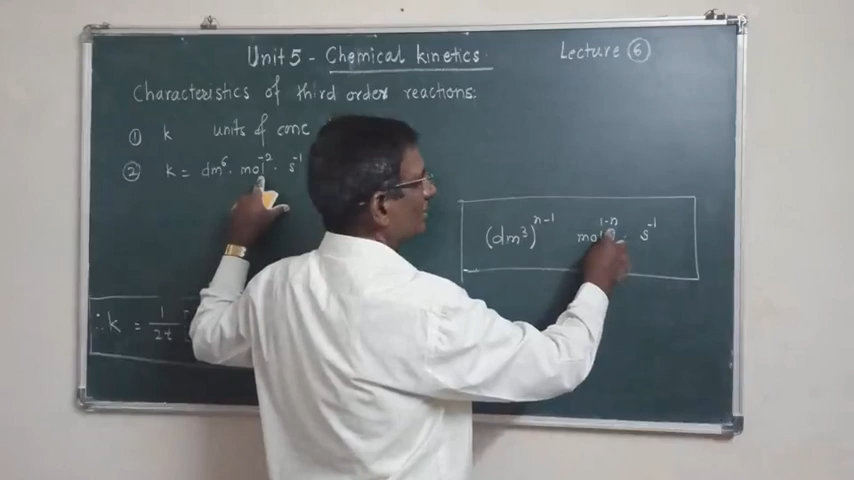 Unit 5 - Chemical kinetics
Lecture ⑥
Characteristics of third order reactions:
① k units of conc
② k = dm⁶. mol⁻². s⁻¹
(dm³)ⁿ⁻¹ mol¹⁻ⁿ. s⁻¹
∴ k = 1/2t [